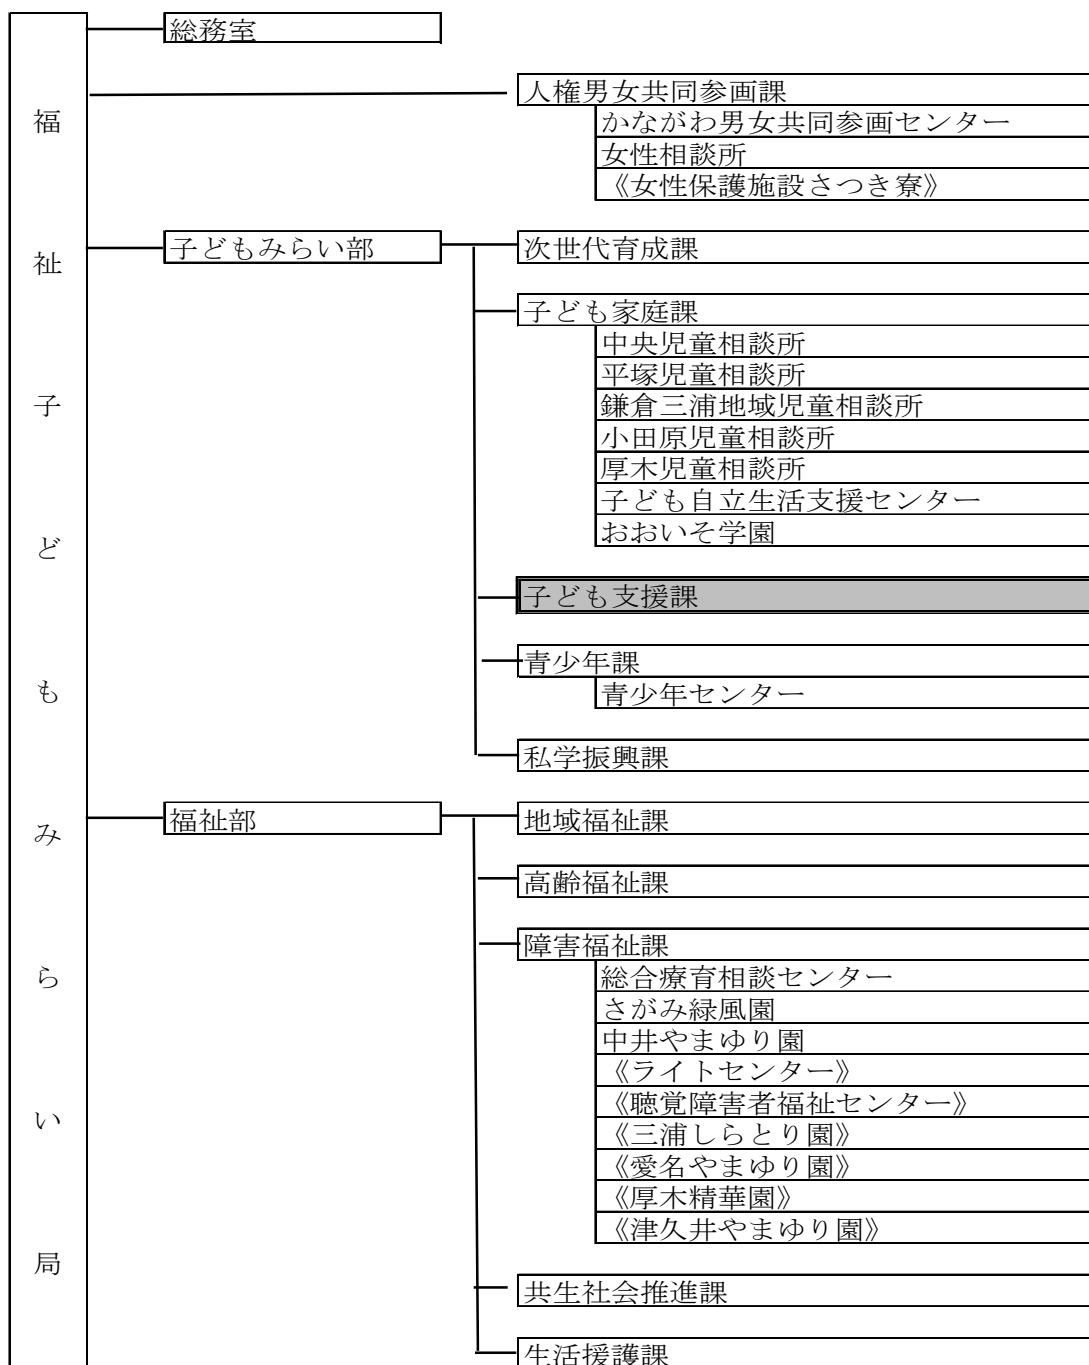 福祉子どもみらい局
総務室
人権男女共同参画課
かながわ男女共同参画センター
女性相談所
《女性保護施設さつき寮》
子どもみらい部
次世代育成課
子ども家庭課
中央児童相談所
平塚児童相談所
鎌倉三浦地域児童相談所
小田原児童相談所
厚木児童相談所
子ども自立生活支援センター
おおいそ学園
子ども支援課
青少年課
青少年センター
私学振興課
福祉部
地域福祉課
高齢福祉課
障害福祉課
総合療育相談センター
さがみ緑風園
中井やまゆり園
《ライトセンター》
《聴覚障害者福祉センター》
《三浦しらとり園》
《愛名やまゆり園》
《厚木精華園》
《津久井やまゆり園》
共生社会推進課
生活援護課